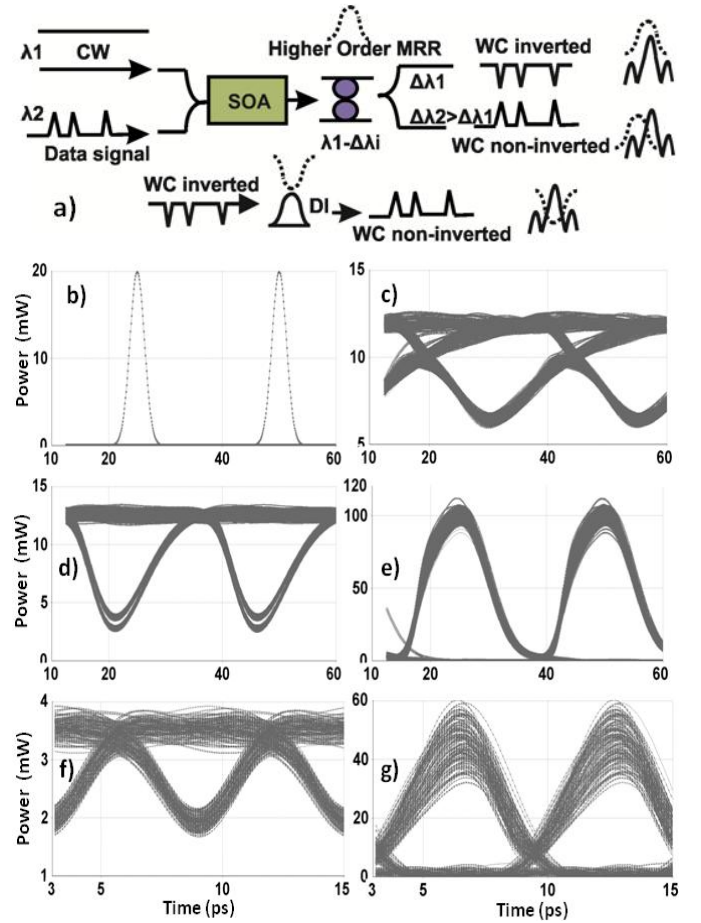 Higher Order MRR
λ1
CW
SOA
Δλ1
WC inverted
λ2
Data signal
λ1-Δλi
Δλ2>Δλ1
WC non-inverted
a)
WC inverted
DI
WC non-inverted
b)
Power (mW)
20
10
0
10 20 40 60
c)
15
10
5
10 20 40 60
d)
Power (mW)
15
10
5
0
10 20 40 60
e)
120
100
50
0
10 20 40 60
f)
Power (mW)
4
3
2
1
3 5 10 15
Time (ps)
g)
60
40
20
0
3 5 10 15
Time (ps)